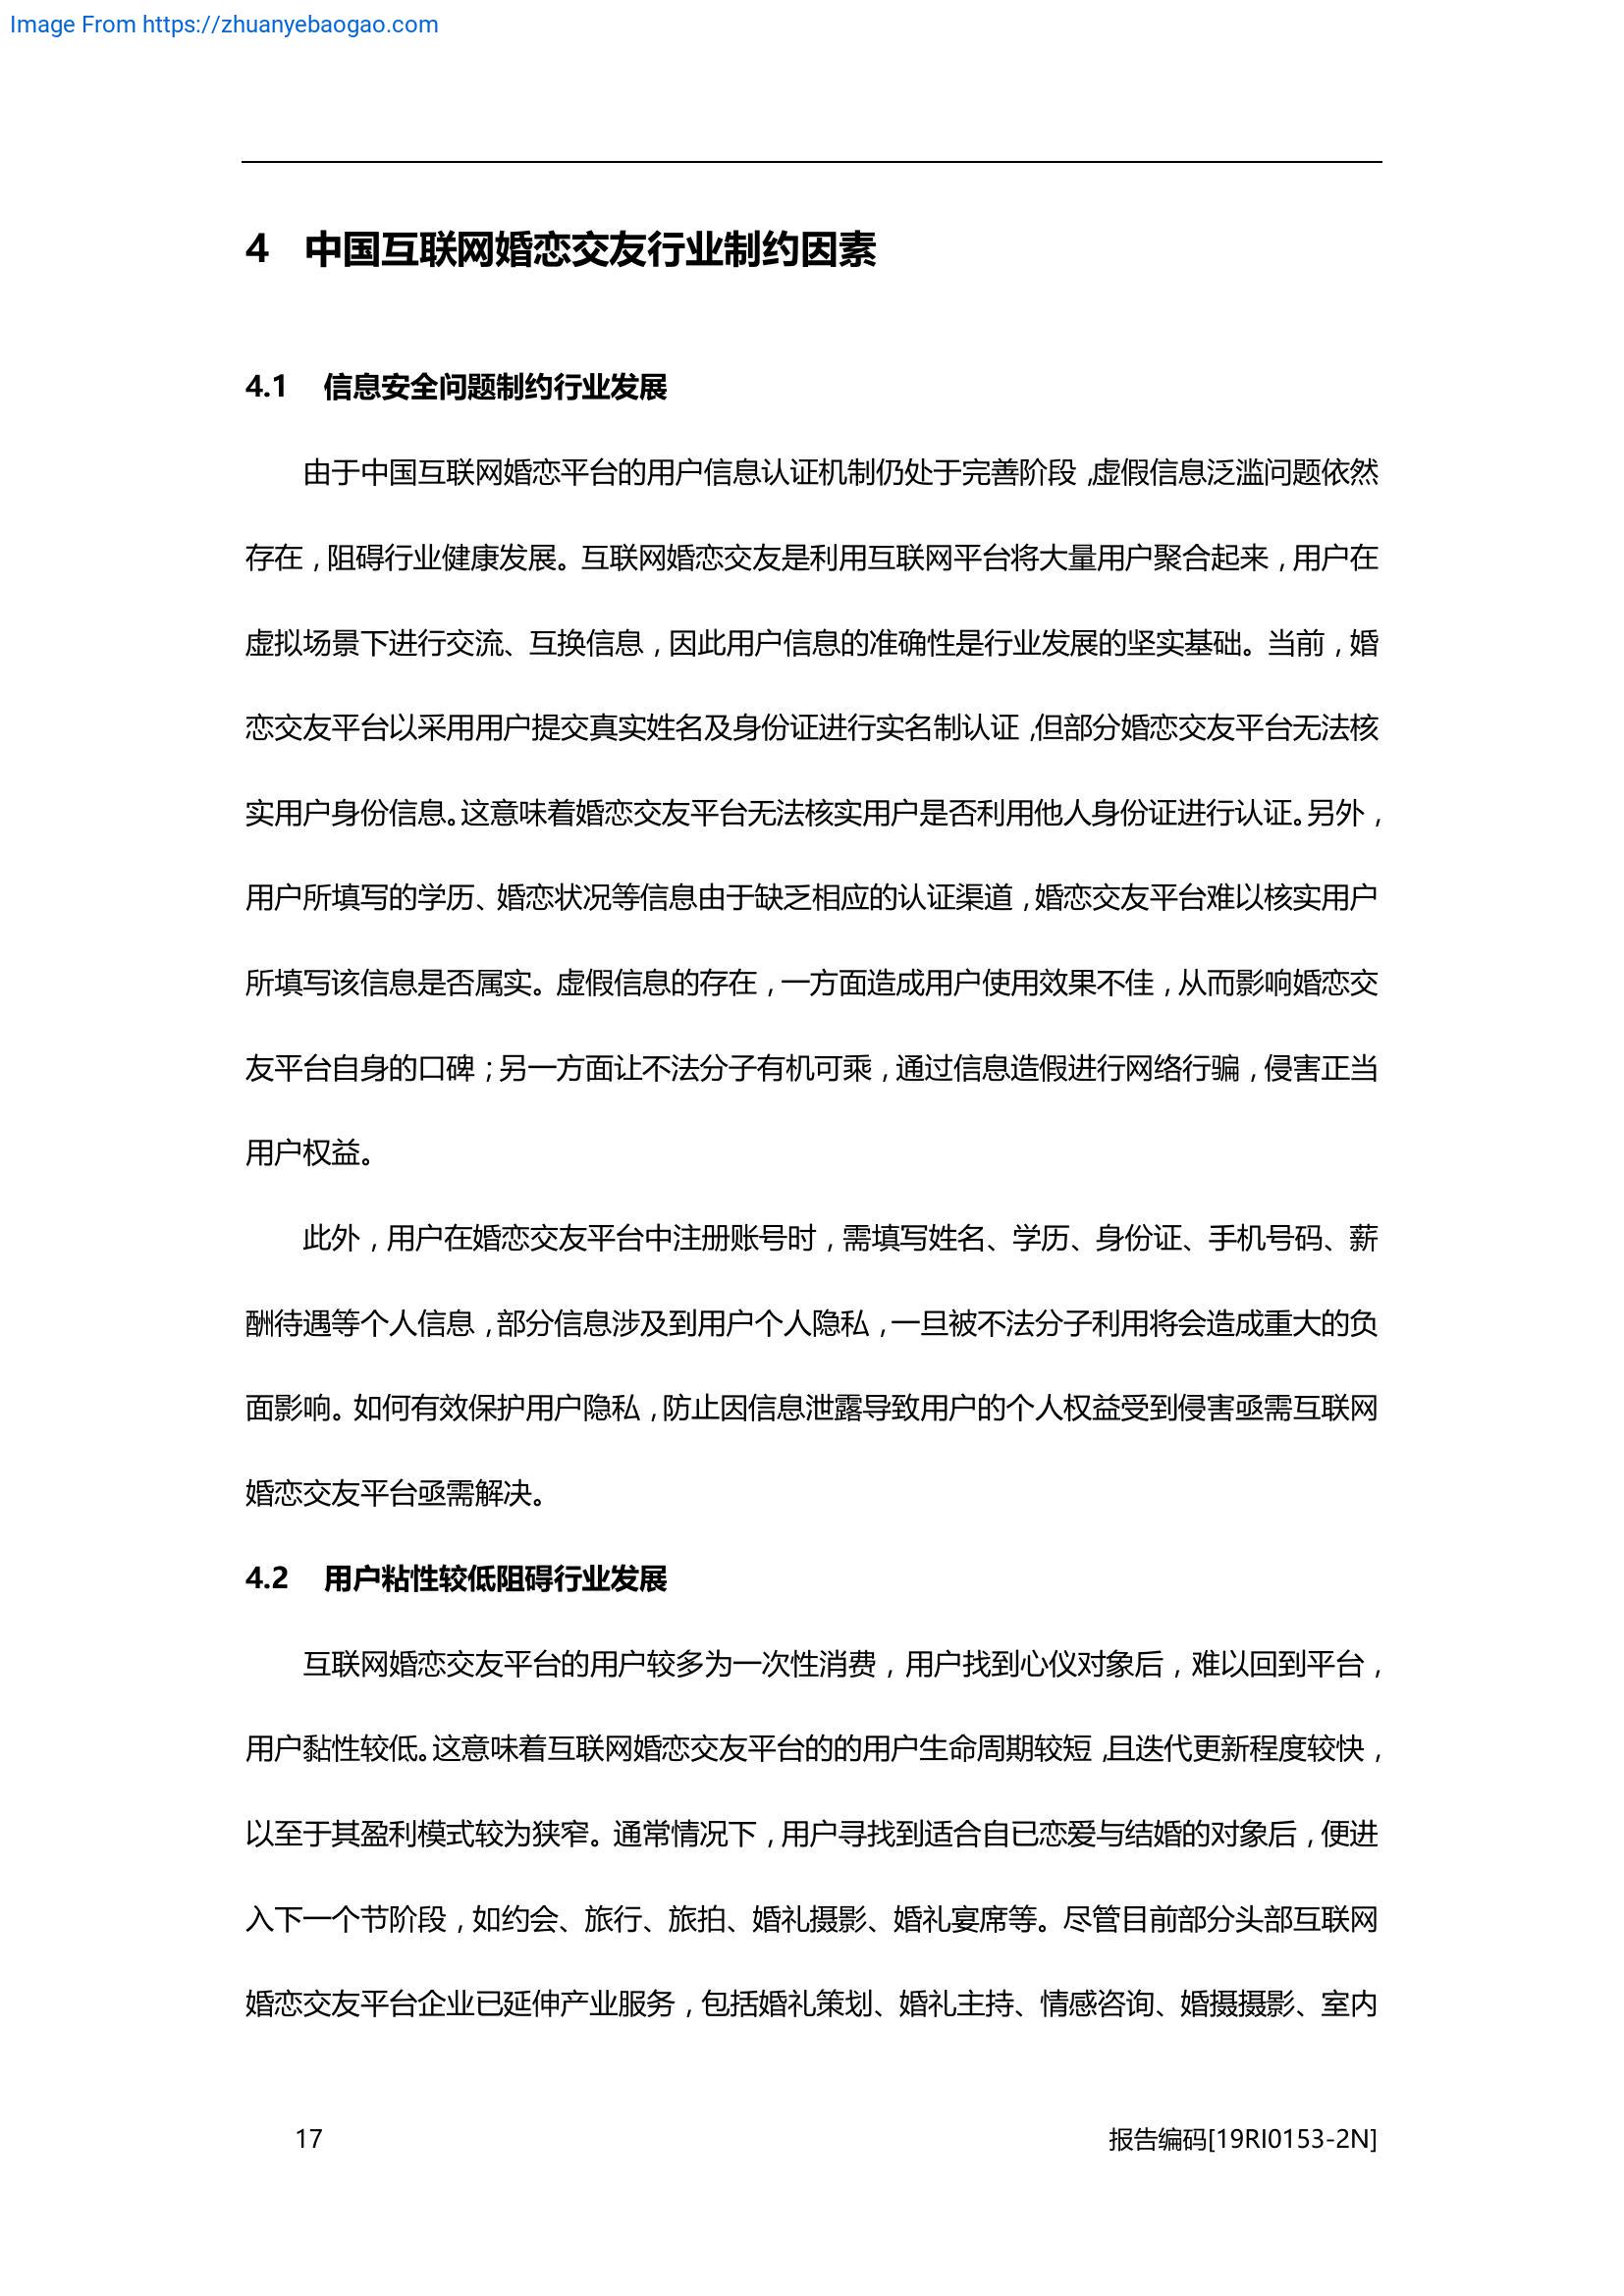 Image From https://zhuanyebaogao.com
4 中国互联网婚恋交友行业制约因素
4.1 信息安全问题制约行业发展
由于中国互联网婚恋平台的用户信息认证机制仍处于完善阶段，虚假信息泛滥问题依然
存在，阻碍行业健康发展。互联网婚恋交友是利用互联网平台将大量用户聚合起来，用户在
虚拟场景下进行交流、互换信息，因此用户信息的准确性是行业发展的坚实基础。当前，婚
恋交友平台以采用用户提交真实姓名及身份证进行实名制认证，但部分婚恋交友平台无法核
实用户身份信息。这意味着婚恋交友平台无法核实用户是否利用他人身份证进行认证。另外，
用户所填写的学历、婚恋状况等信息由于缺乏相应的认证渠道，婚恋交友平台难以核实用户
所填写该信息是否属实。虚假信息的存在，一方面造成用户使用效果不佳，从而影响婚恋交
友平台自身的口碑；另一方面让不法分子有机可乘，通过信息造假进行网络行骗，侵害正当
用户权益。
此外，用户在婚恋交友平台中注册账号时，需填写姓名、学历、身份证、手机号码、薪
酬待遇等个人信息，部分信息涉及到用户个人隐私，一旦被不法分子利用将会造成重大的负
面影响。如何有效保护用户隐私，防止因信息泄露导致用户的个人权益受到侵害亟需互联网
婚恋交友平台亟需解决。
4.2 用户粘性较低阻碍行业发展
互联网婚恋交友平台的用户较多为一次性消费，用户找到心仪对象后，难以回到平台，
用户黏性较低。这意味着互联网婚恋交友平台的的用户生命周期较短，且迭代更新程度较快，
以至于其盈利模式较为狭窄。通常情况下，用户寻找到适合自已恋爱与结婚的对象后，便进
入下一个节阶段，如约会、旅行、旅拍、婚礼摄影、婚礼宴席等。尽管目前部分头部互联网
婚恋交友平台企业已延伸产业服务，包括婚礼策划、婚礼主持、情感咨询、婚摄摄影、室内
17 报告编码[19RI0153-2N]